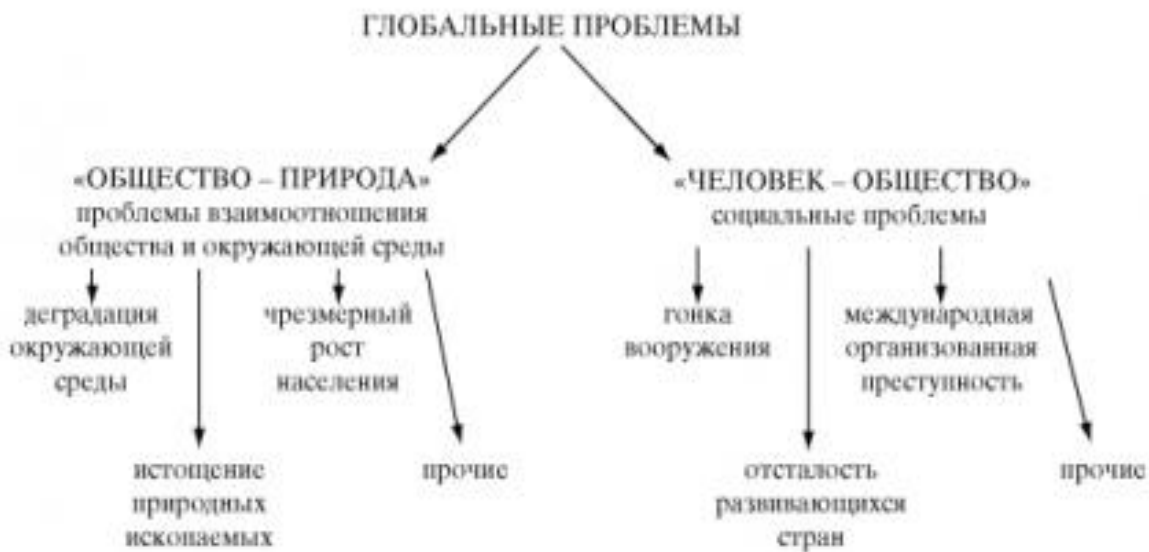 ГЛОБАЛЬНЫЕ ПРОБЛЕМЫ
«ОБЩЕСТВО – ПРИРОДА»
проблемы взаимоотношения
общества и окружающей среды
«ЧЕЛОВЕК – ОБЩЕСТВО»
социальные проблемы
деградация
окружающей
среды
чрезмерный
рост
населения
гонка
вооружения
международная
организованная
преступность
истощение
природных
ископаемых
прочие
отсталость
развивающихся
стран
прочие